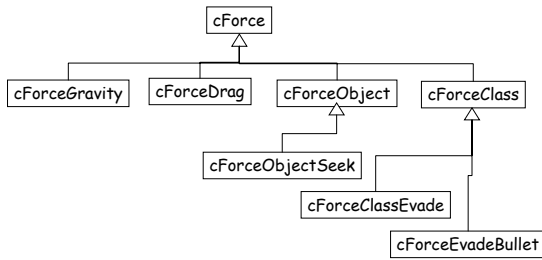 cForce
cForceGravity
cForceDrag
cForceObject
cForceClass
cForceObjectSeek
cForceClassEvade
cForceEvadeBullet